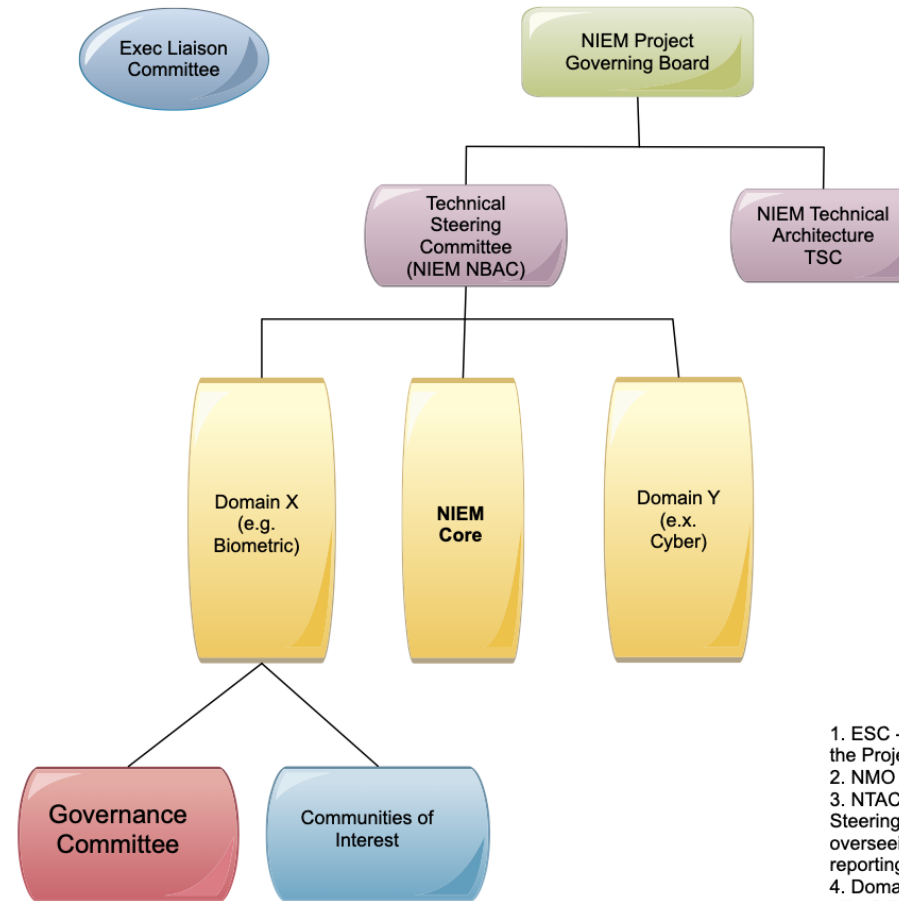 Exec Liaison
Committee
NIEM Project
Governing Board
Technical
Steering
Committee
(NIEM NBAC)
NIEM Technical
Architecture
TSC
Domain X
(e.g.
Biometric)
NIEM
Core
Domain Y
(e.x.
Cyber)
Governance
Committee
Communities of
Interest
1. ESC -
the Proje
2. NMO
3. NTAC
Steering
overseei
reporting
4. Doma